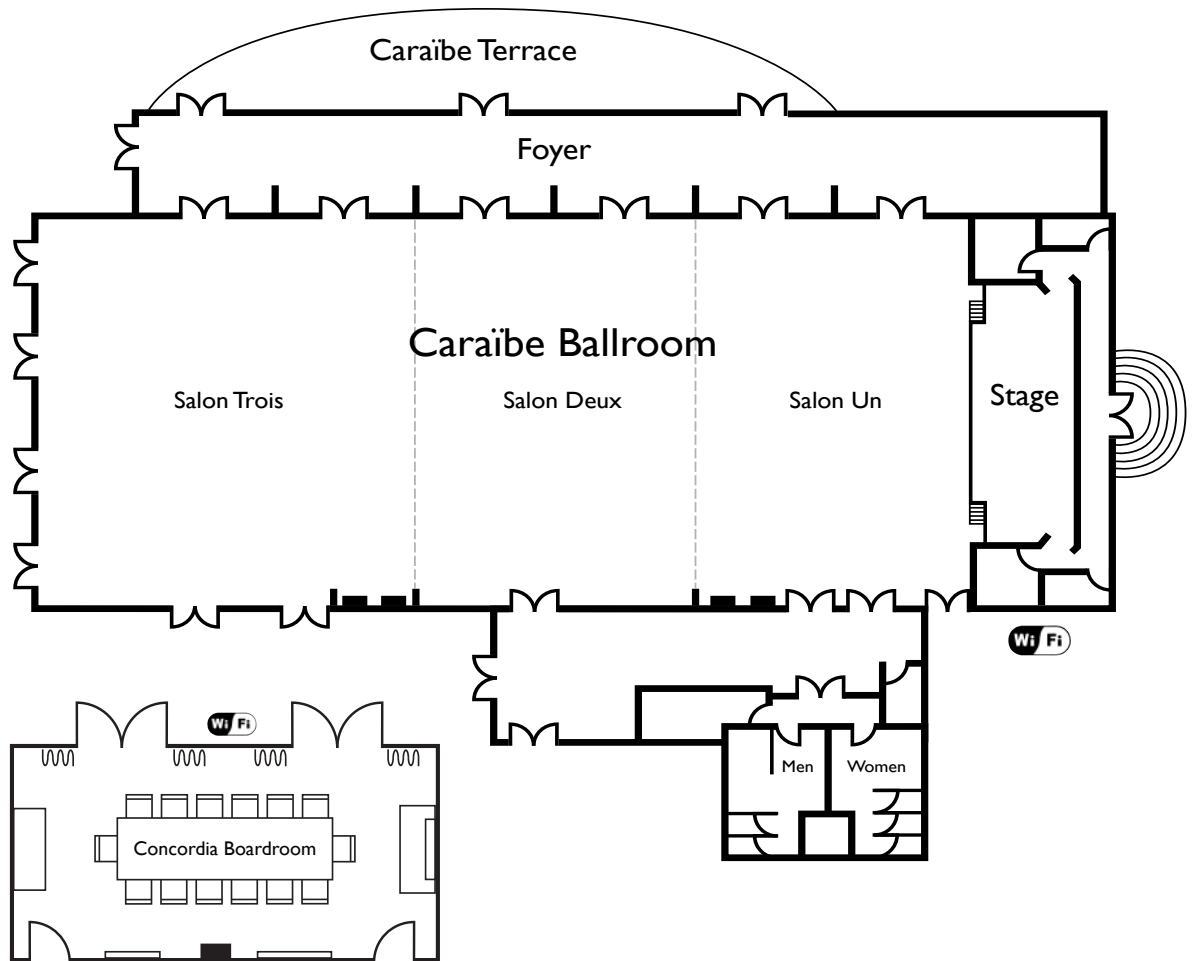 Caraïbe Terrace
Foyer
Caraïbe Ballroom
Salon Trois
Salon Deux
Salon Un
Stage
Wi Fi
Wi Fi
Men
Women
Concordia Boardroom